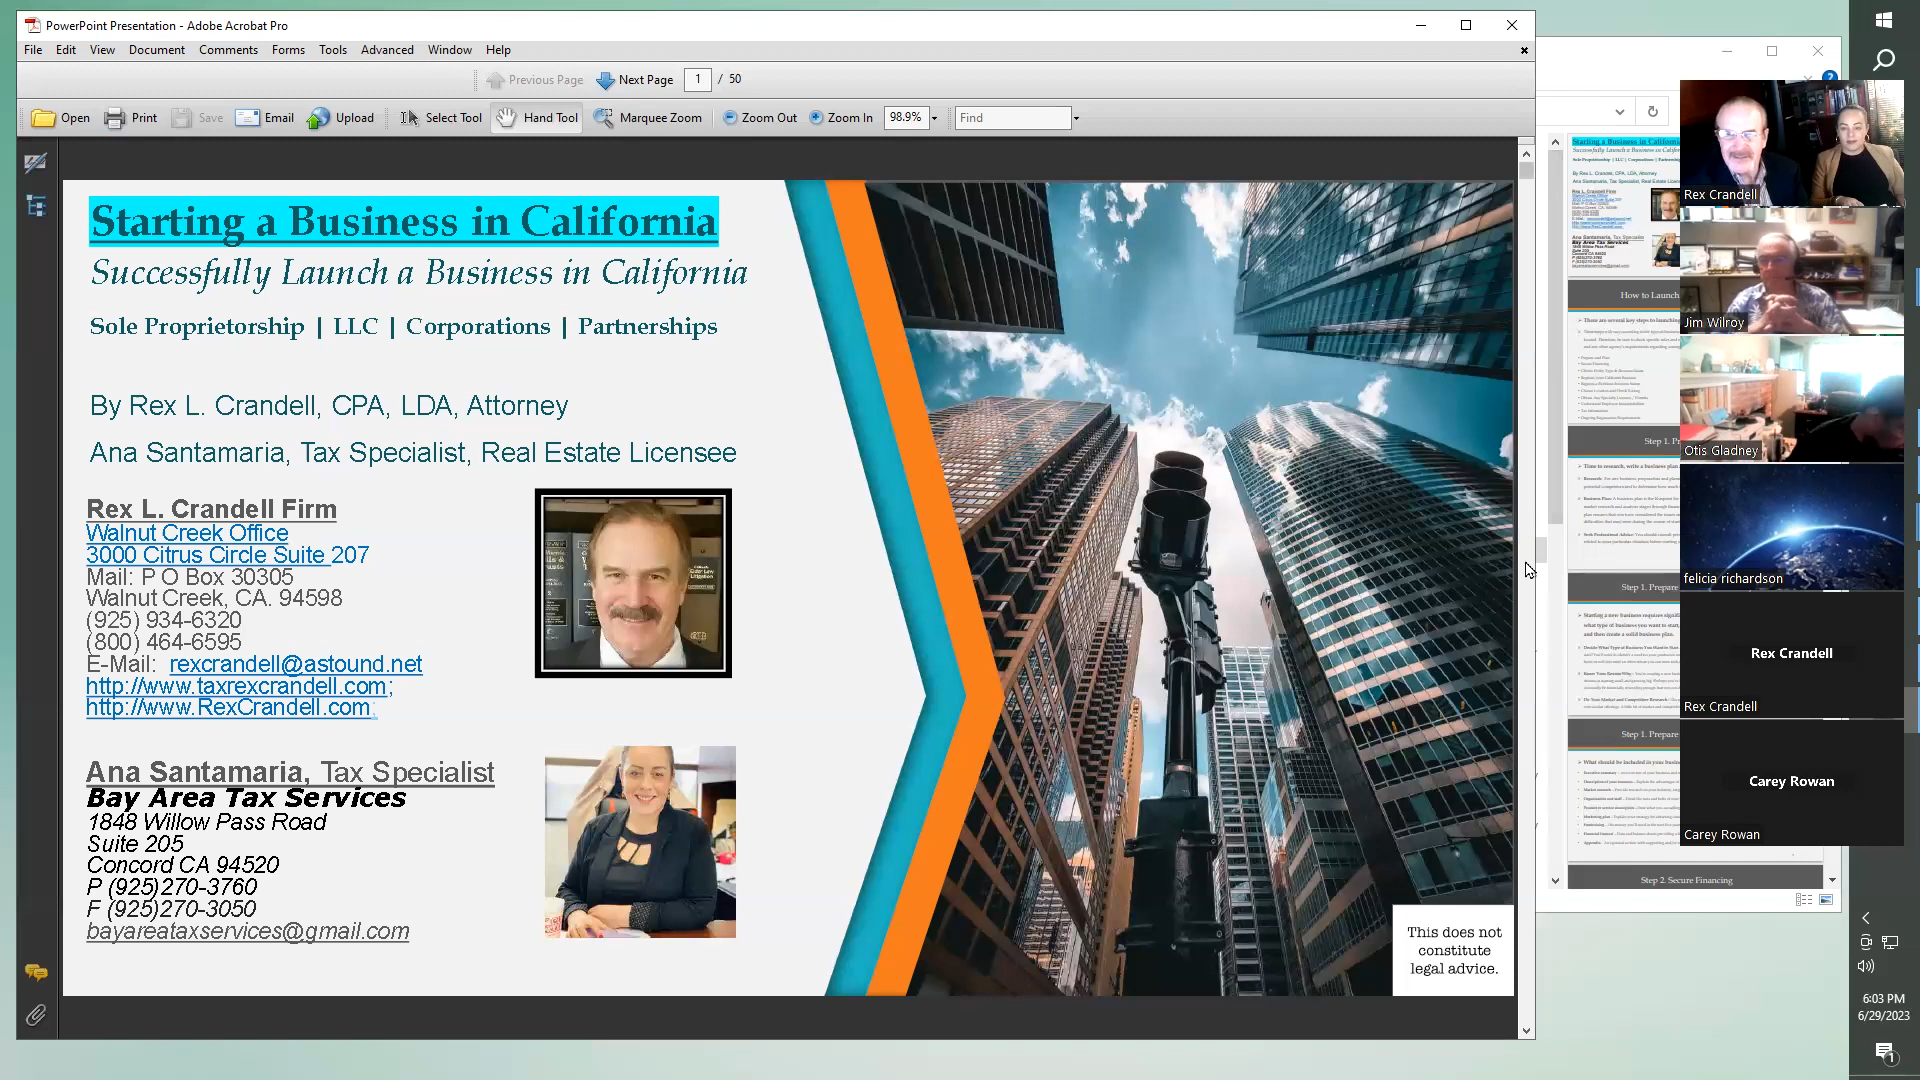 PowerPoint Presentation - Adobe Acrobat Pro
File Edit View Document Comments Forms Tools Advanced Window Help
Previous Page Next Page 1 / 50
Open Print Save Email Upload Select Tool Hand Tool Marquee Zoom Zoom Out Zoom In 98.9% Find
Starting a Business in California
Successfully Launch a Business in California
Sole Proprietorship | LLC | Corporations | Partnerships
By Rex L. Crandell, CPA, LDA, Attorney
Ana Santamaria, Tax Specialist, Real Estate Licensee
Rex L. Crandell Firm
Walnut Creek Office
3000 Citrus Circle Suite 207
Mail: P O Box 30305
Walnut Creek, CA. 94598
(925) 934-6320
(800) 464-6595
E-Mail: rexcrandell@astound.net
http://www.taxrexcrandell.com;
http://www.RexCrandell.com;
Ana Santamaria, Tax Specialist
Bay Area Tax Services
1848 Willow Pass Road
Suite 205
Concord CA 94520
P (925)270-3760
F (925)270-3050
bayareataxservices@gmail.com
This does not
constitute
legal advice.
Starting a Business in California
How to Launch
Step 1. Pr
Step 1. Prepare
Step 1. Prepare
Step 2. Secure Financing
Rex Crandell
Jim Wilroy
Otis Gladney
felicia richardson
Rex Crandell
Rex Crandell
Carey Rowan
Carey Rowan
6:03 PM
6/29/2023
1